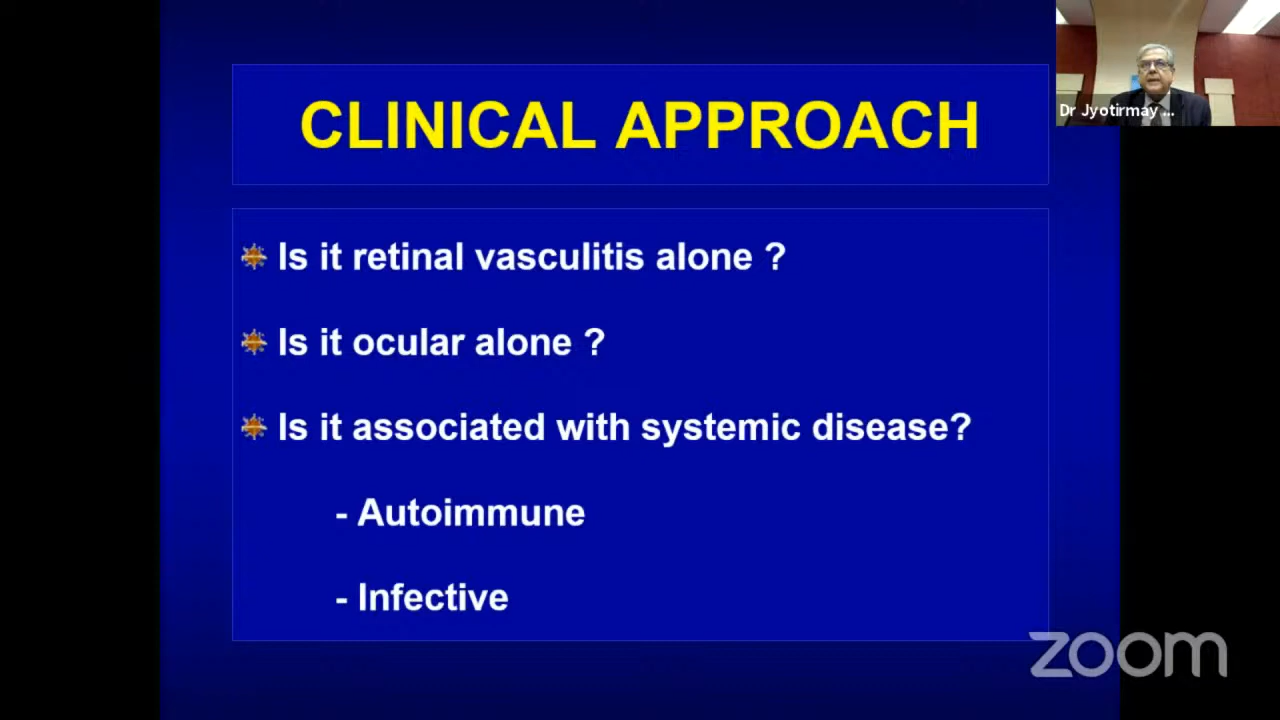 CLINICAL APPROACH
Dr Jyotirmay ...
Is it retinal vasculitis alone ?
Is it ocular alone ?
Is it associated with systemic disease?
- Autoimmune
- Infective
zoom